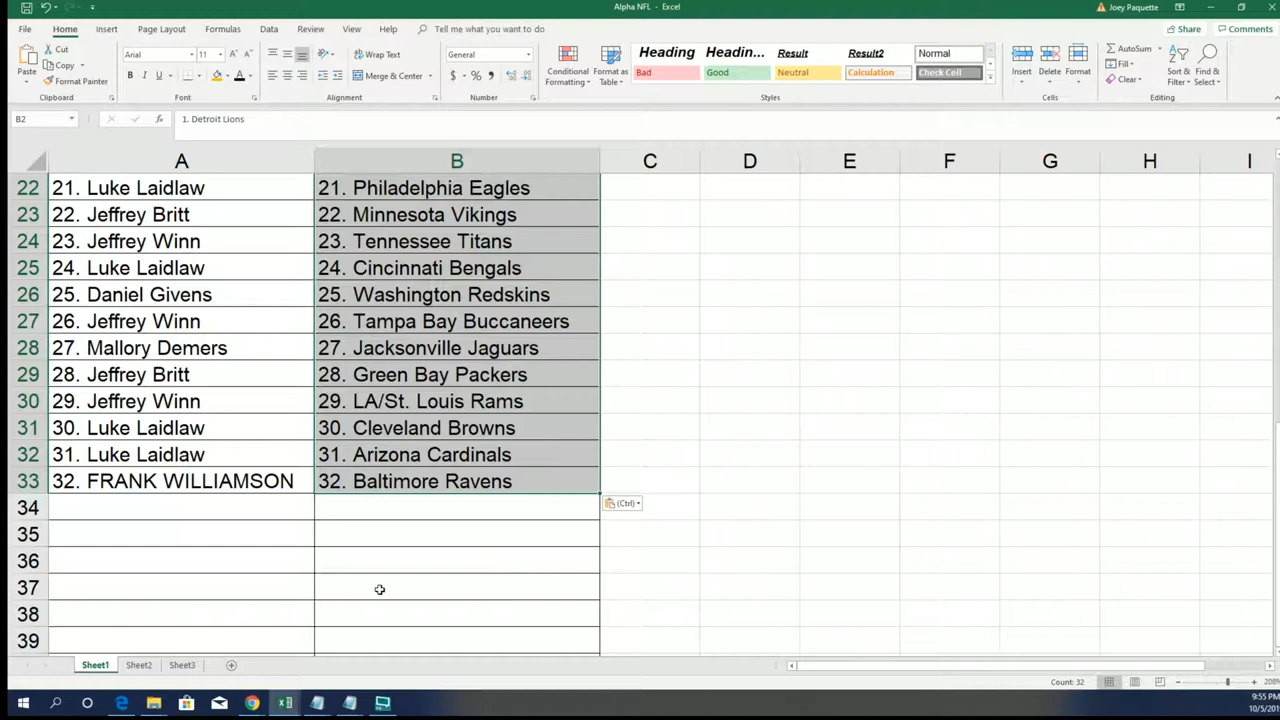 Alpha NFL - Excel
Joey Paquette
File Home Insert Page Layout Formulas Data Review View Help Tell me what you want to do
Share Comments
Paste
Cut
Copy
Format Painter
Clipboard
Arial 11
Font
Wrap Text
Merge & Center
Alignment
General
Number
Conditional Formatting
Format as Table
Heading Headin... Result Result2 Normal
Bad Good Neutral Calculation Check Cell
Styles
Insert Delete Format
Cells
AutoSum
Fill
Clear
Sort & Filter
Find & Select
Editing
B2 fx 1. Detroit Lions
A B C D E F G H I
22 21. Luke Laidlaw 21. Philadelphia Eagles
23 22. Jeffrey Britt 22. Minnesota Vikings
24 23. Jeffrey Winn 23. Tennessee Titans
25 24. Luke Laidlaw 24. Cincinnati Bengals
26 25. Daniel Givens 25. Washington Redskins
27 26. Jeffrey Winn 26. Tampa Bay Buccaneers
28 27. Mallory Demers 27. Jacksonville Jaguars
29 28. Jeffrey Britt 28. Green Bay Packers
30 29. Jeffrey Winn 29. LA/St. Louis Rams
31 30. Luke Laidlaw 30. Cleveland Browns
32 31. Luke Laidlaw 31. Arizona Cardinals
33 32. FRANK WILLIAMSON 32. Baltimore Ravens
34 (Ctrl)
35
36
37
38
39
Sheet1 Sheet2 Sheet3
Count: 32
9:55 PM